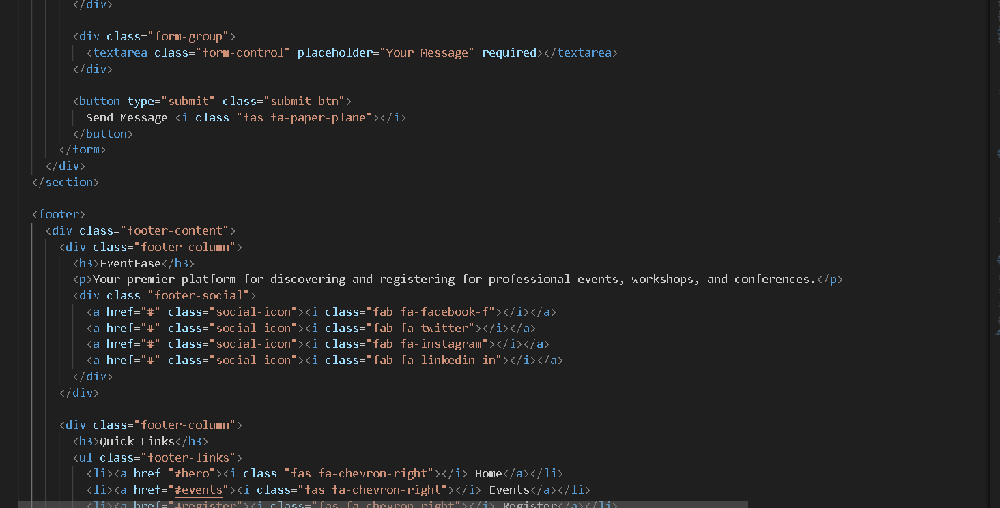 </div>
<div class="form-group">
<textarea class="form-control" placeholder="Your Message" required></textarea>
</div>
<button type="submit" class="submit-btn">
Send Message <i class="fas fa-paper-plane"></i>
</button>
</form>
</div>
</section>
<footer>
<div class="footer-content">
<div class="footer-column">
<h3>EventEase</h3>
<p>Your premier platform for discovering and registering for professional events, workshops, and conferences.</p>
<div class="footer-social">
<a href="#" class="social-icon"><i class="fab fa-facebook-f"></i></a>
<a href="#" class="social-icon"><i class="fab fa-twitter"></i></a>
<a href="#" class="social-icon"><i class="fab fa-instagram"></i></a>
<a href="#" class="social-icon"><i class="fab fa-linkedin-in"></i></a>
</div>
</div>
<div class="footer-column">
<h3>Quick Links</h3>
<ul class="footer-links">
<li><a href="#hero"><i class="fas fa-chevron-right"></i> Home</a></li>
<li><a href="#events"><i class="fas fa-chevron-right"></i> Events</a></li>
<li><a href="#register"><i class="fas fa-chevron-right"></i> Register</a></li>